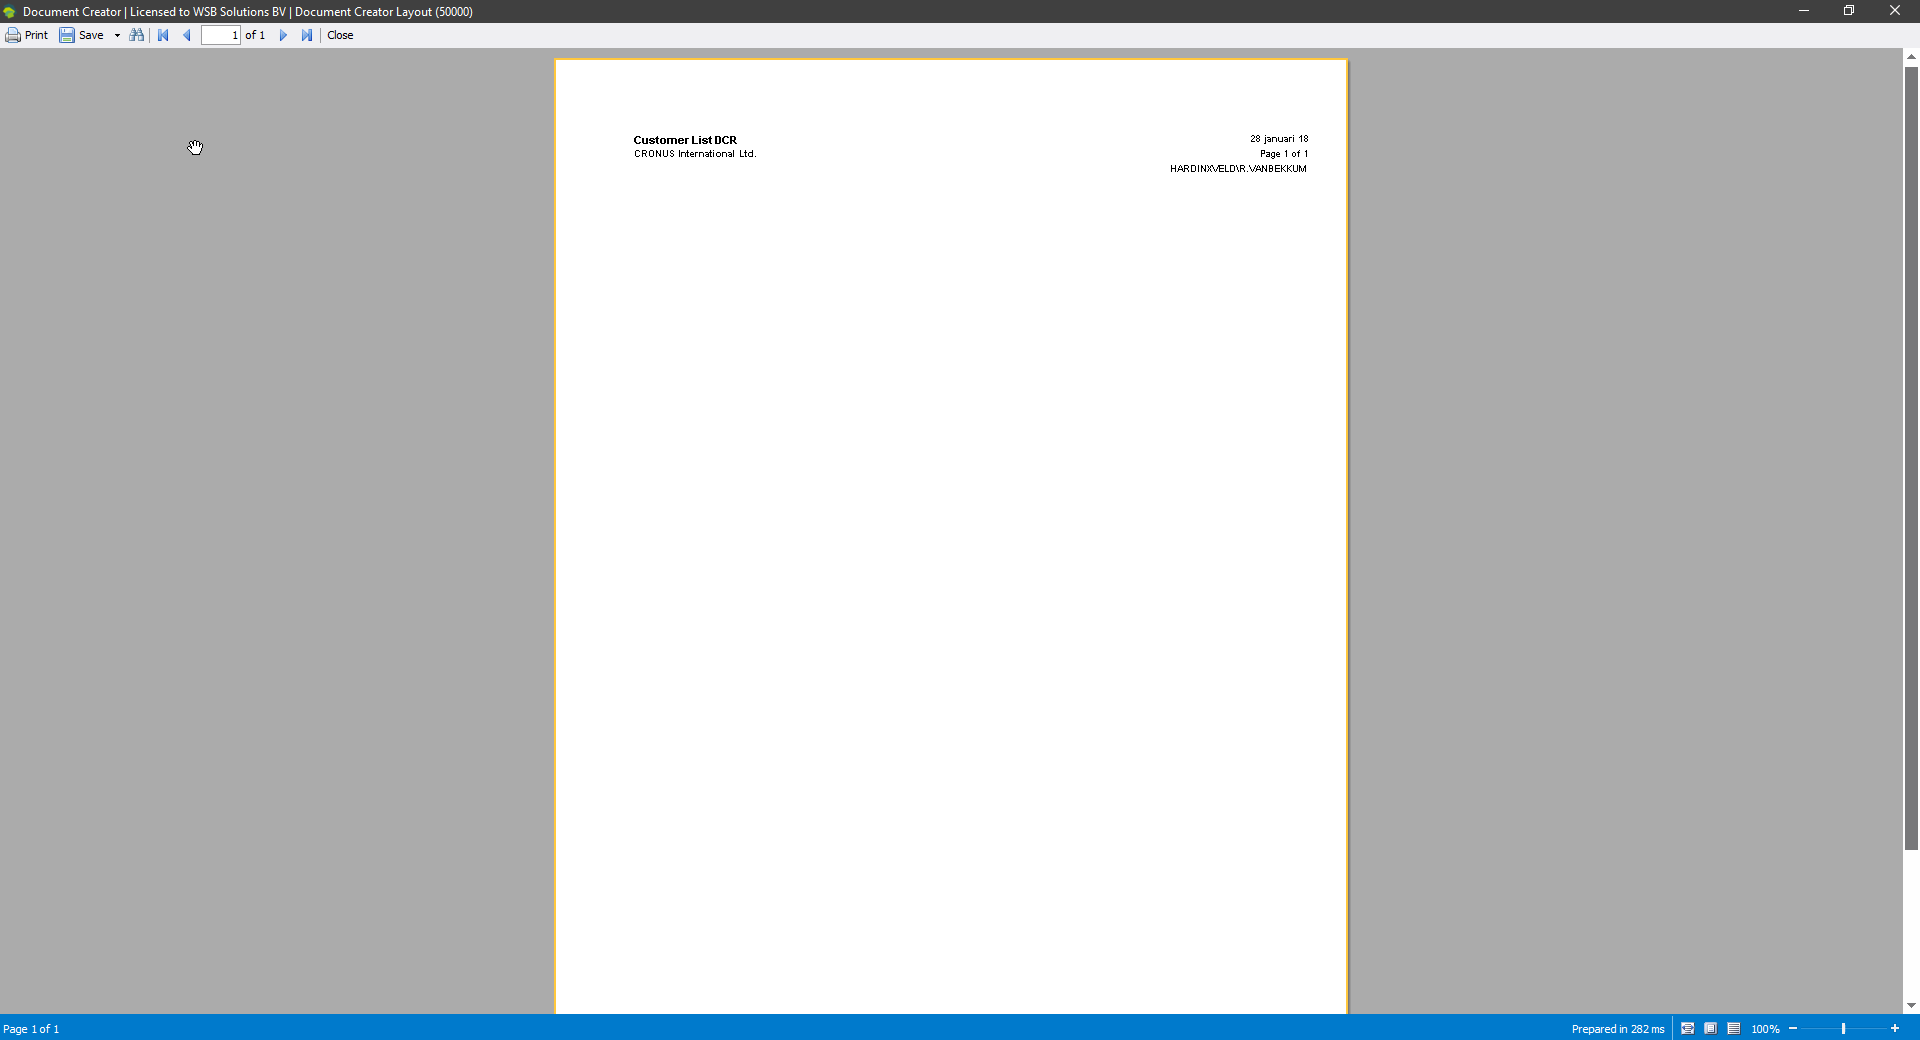 Document Creator | Licensed to WSB Solutions BV | Document Creator Layout (50000)
Print Save 1 of 1 Close
Customer List DCR
CRONUS International Ltd.
28 januari 18
Page 1 of 1
HARDINXVELD\R.VANBEKKUM
Page 1 of 1
Prepared in 282 ms
100%